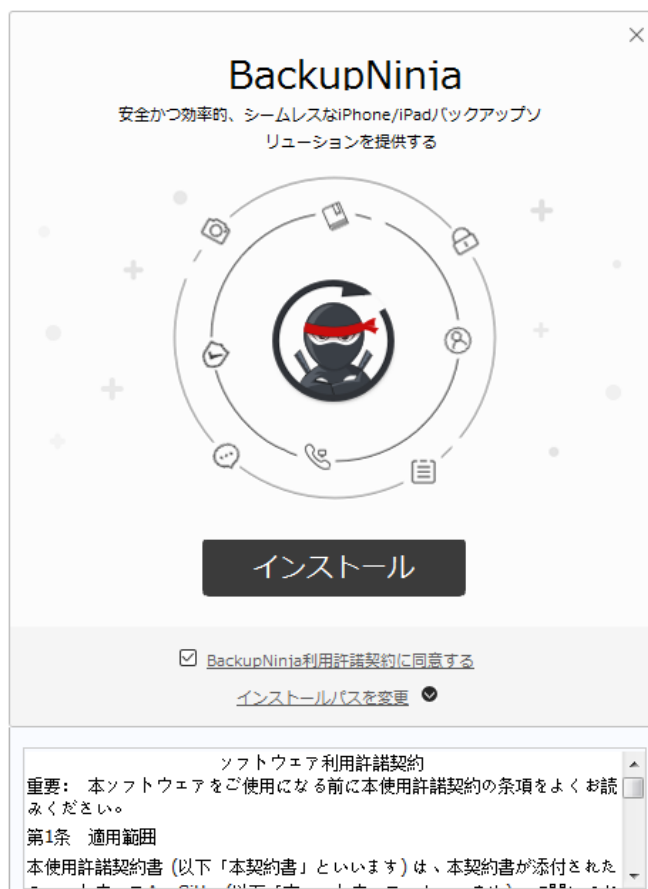 BackupNinja
安全かつ効率的、シームレスなiPhone/iPadバックアップソ
リューションを提供する
インストール
BackupNinja利用許諾契約に同意する
インストールパスを変更
ソフトウェア利用許諾契約
重要: 本ソフトウェアをご使用になる前に本使用許諾契約の条項をよくお読
みください。
第1条 適用範囲
本使用許諾契約書 (以下「本契約書」といいます) は、本契約書が添付された